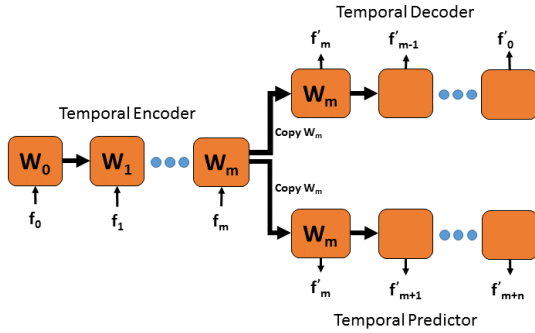 Temporal Decoder
f'm f'm-1 f'0
Wm
Temporal Encoder
Copy Wm
W0 W1 Wm
Copy Wm
f0 f1 fm
Wm
f'm f'm+1 f'm+n
Temporal Predictor